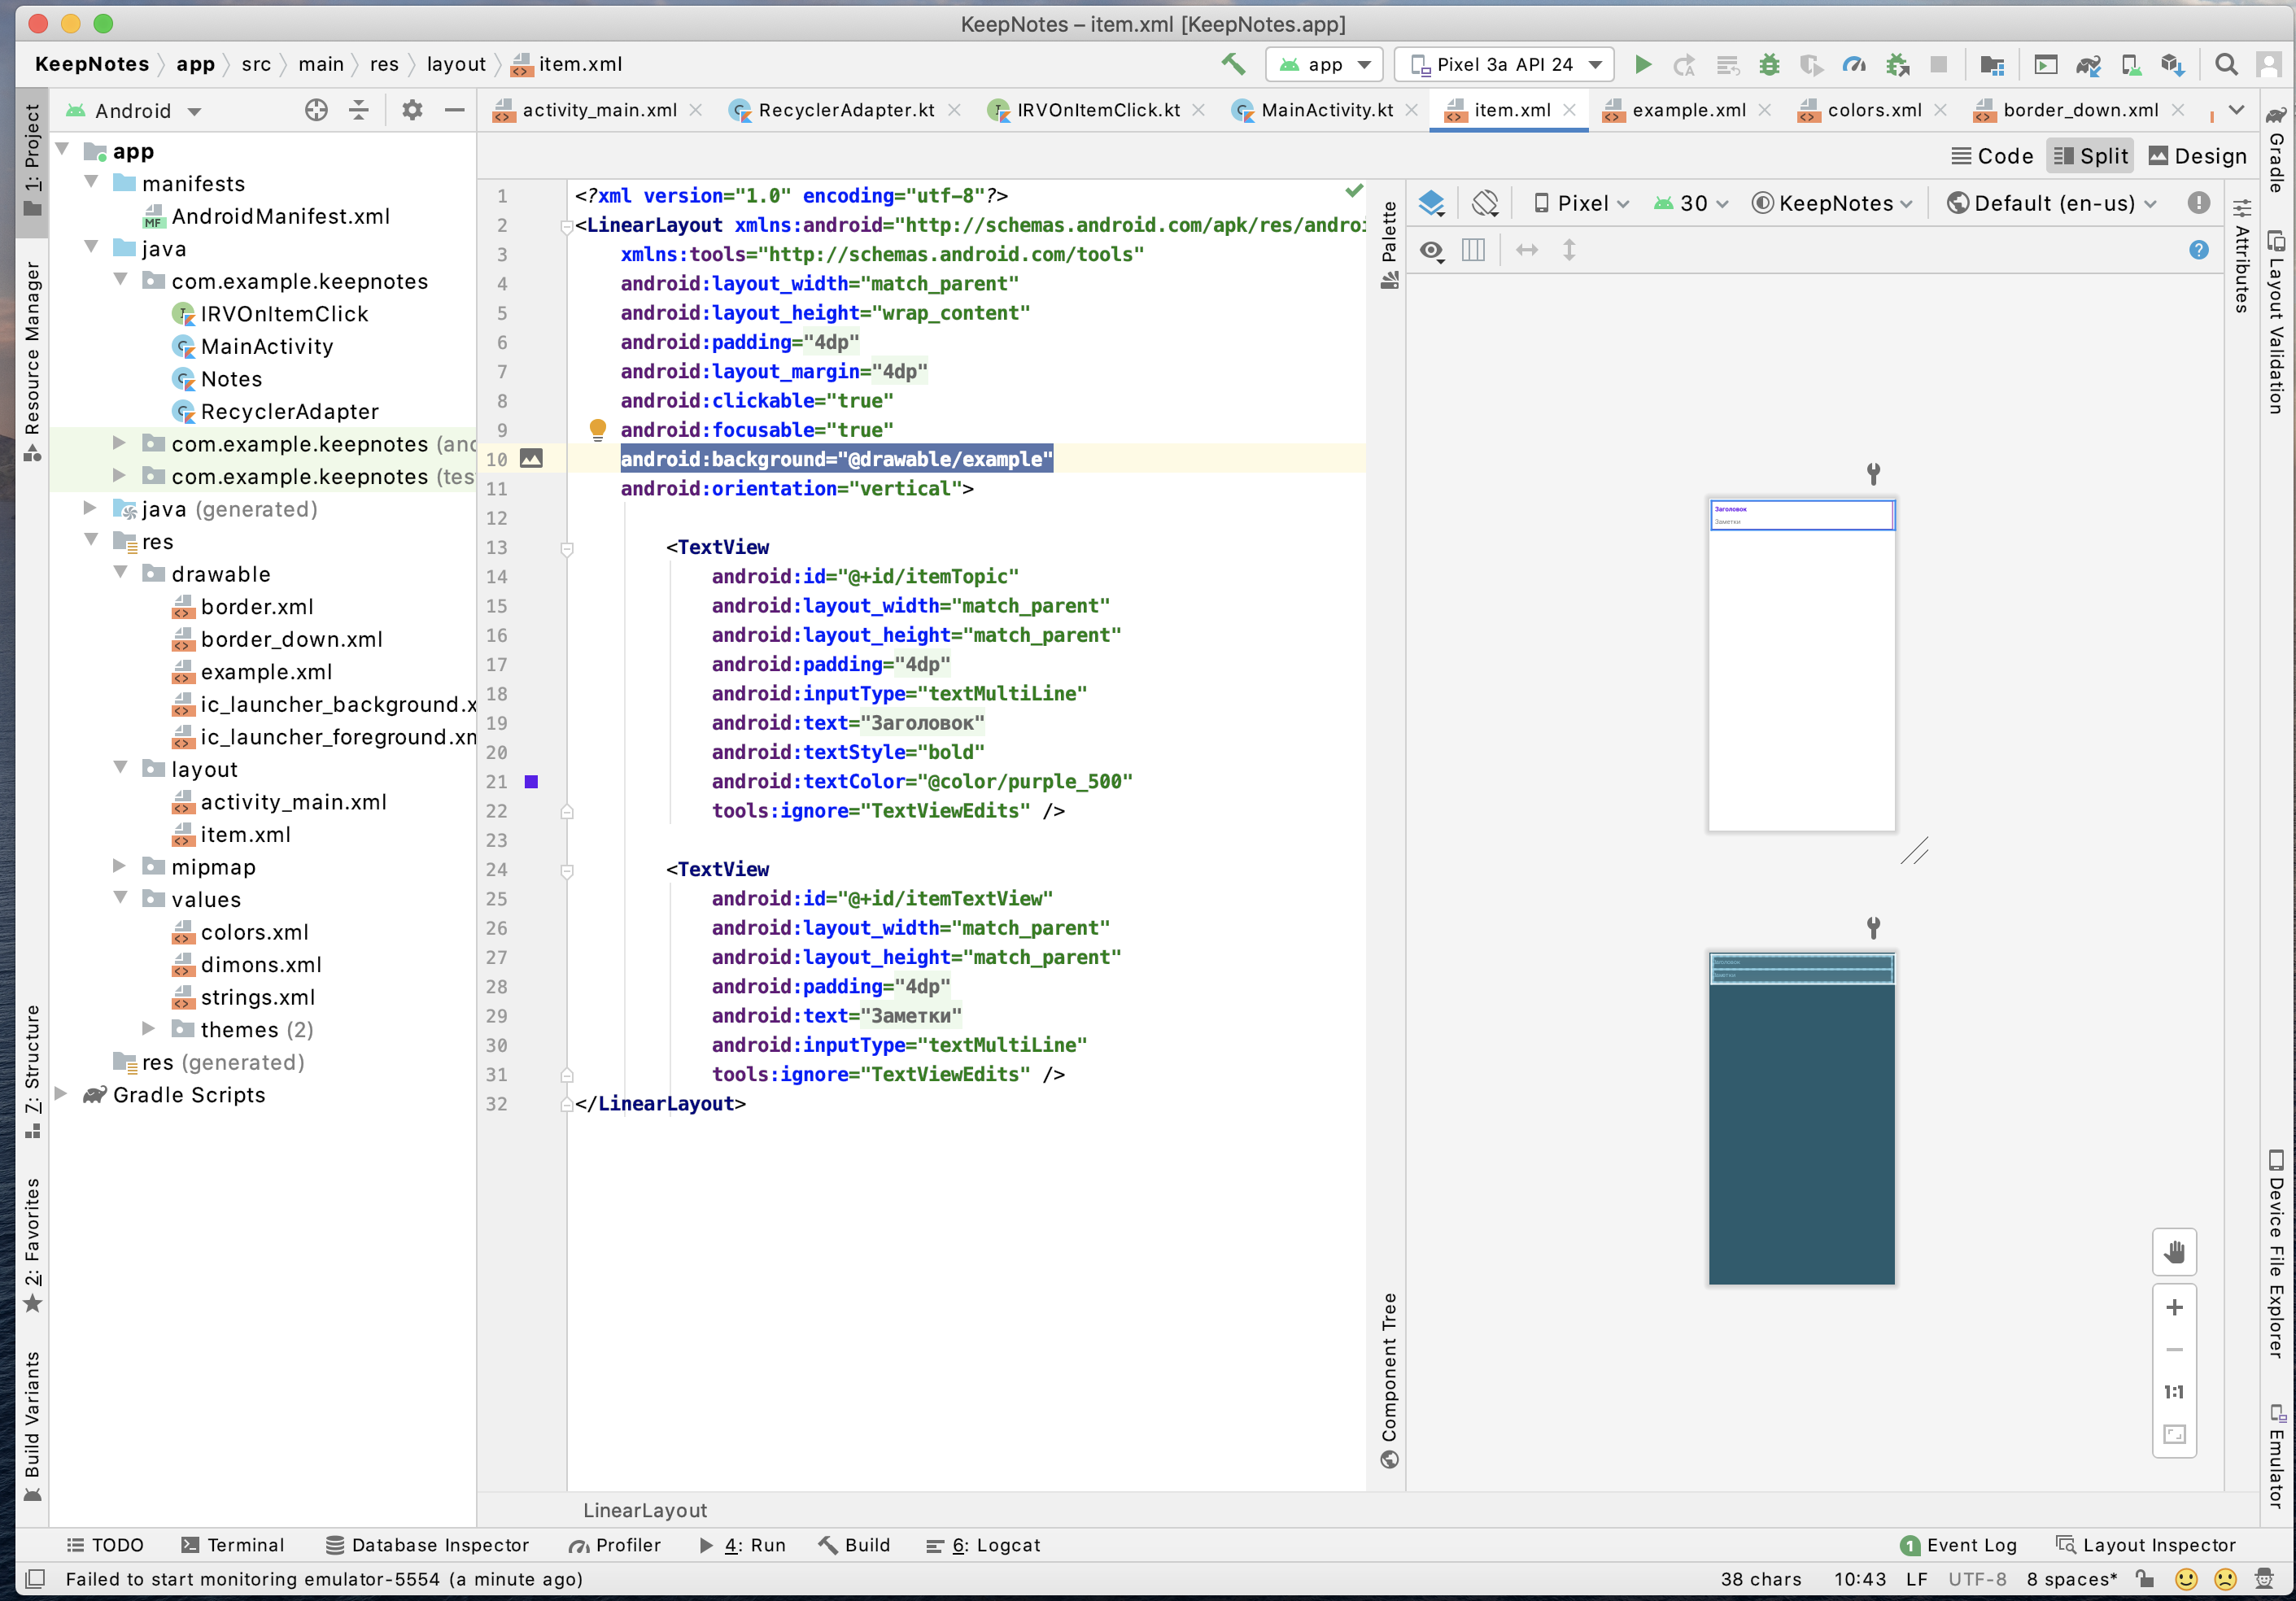 KeepNotes – item.xml [KeepNotes.app]
KeepNotes app src main res layout item.xml
app
Pixel 3a API 24
Android
activity_main.xml
RecyclerAdapter.kt
IRVOnItemClick.kt
MainActivity.kt
item.xml
example.xml
colors.xml
border_down.xml
Code
Split
Design
1: Project
Resource Manager
7: Structure
2: Favorites
Build Variants
app
manifests
AndroidManifest.xml
java
com.example.keepnotes
IRVOnItemClick
MainActivity
Notes
RecyclerAdapter
com.example.keepnotes (and
com.example.keepnotes (tes
java (generated)
res
drawable
border.xml
border_down.xml
example.xml
ic_launcher_background.x
ic_launcher_foreground.xm
layout
activity_main.xml
item.xml
mipmap
values
colors.xml
dimons.xml
strings.xml
themes (2)
res (generated)
Gradle Scripts
1 <?xml version="1.0" encoding="utf-8"?>
2 <LinearLayout xmlns:android="http://schemas.android.com/apk/res/androi
3 xmlns:tools="http://schemas.android.com/tools"
4 android:layout_width="match_parent"
5 android:layout_height="wrap_content"
6 android:padding="4dp"
7 android:layout_margin="4dp"
8 android:clickable="true"
9 android:focusable="true"
10 android:background="@drawable/example"
11 android:orientation="vertical">
12
13 <TextView
14 android:id="@+id/itemTopic"
15 android:layout_width="match_parent"
16 android:layout_height="match_parent"
17 android:padding="4dp"
18 android:inputType="textMultiLine"
19 android:text="Заголовок"
20 android:textStyle="bold"
21 android:textColor="@color/purple_500"
22 tools:ignore="TextViewEdits" />
23
24 <TextView
25 android:id="@+id/itemTextView"
26 android:layout_width="match_parent"
27 android:layout_height="match_parent"
28 android:padding="4dp"
29 android:text="Заметки"
30 android:inputType="textMultiLine"
31 tools:ignore="TextViewEdits" />
32 </LinearLayout>
LinearLayout
Palette
Component Tree
Pixel
30
KeepNotes
Default (en-us)
Заголовок
Заметки
Заголовок
Заметки
1:1
Attributes
Gradle
Layout Validation
Device File Explorer
Emulator
TODO
Terminal
Database Inspector
Profiler
4: Run
Build
6: Logcat
1 Event Log
Layout Inspector
Failed to start monitoring emulator-5554 (a minute ago)
38 chars 10:43 LF UTF-8 8 spaces*